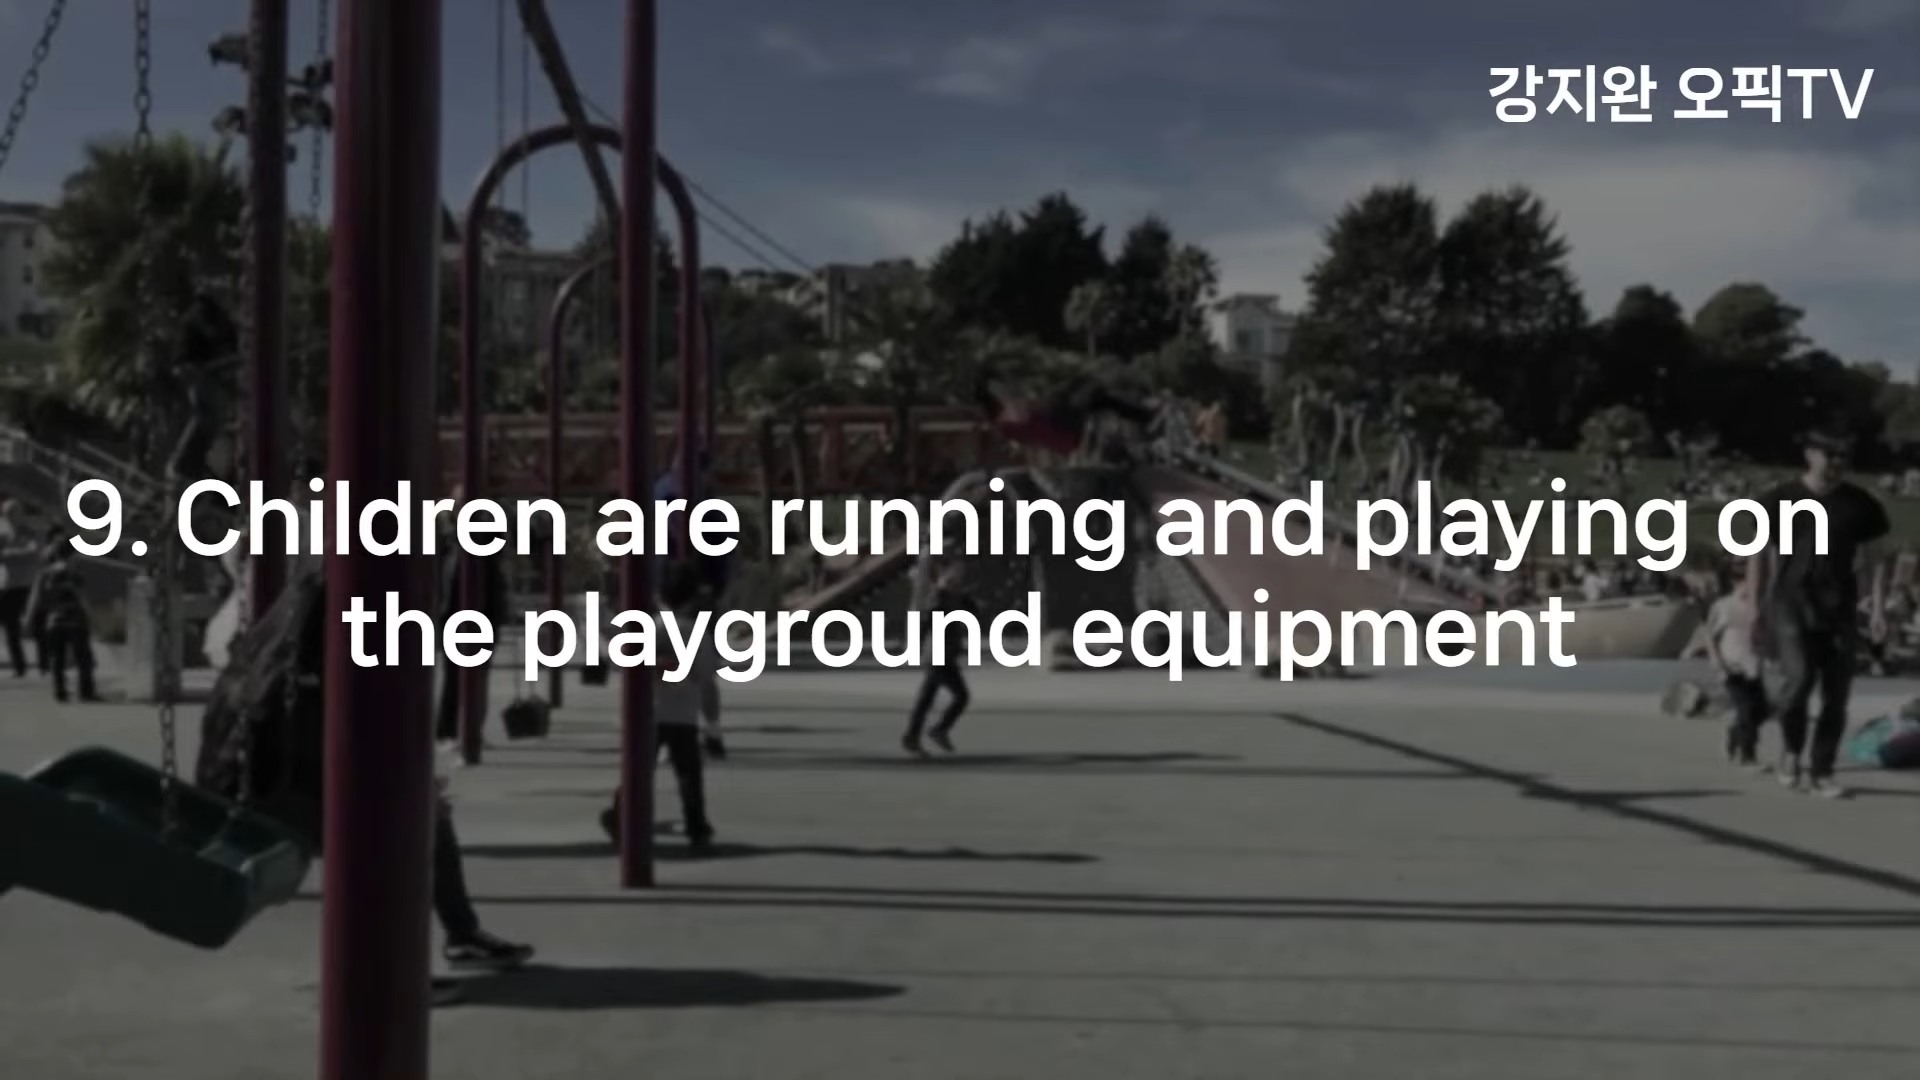 강지완 오픽TV
9. Children are running and playing on
the playground equipment